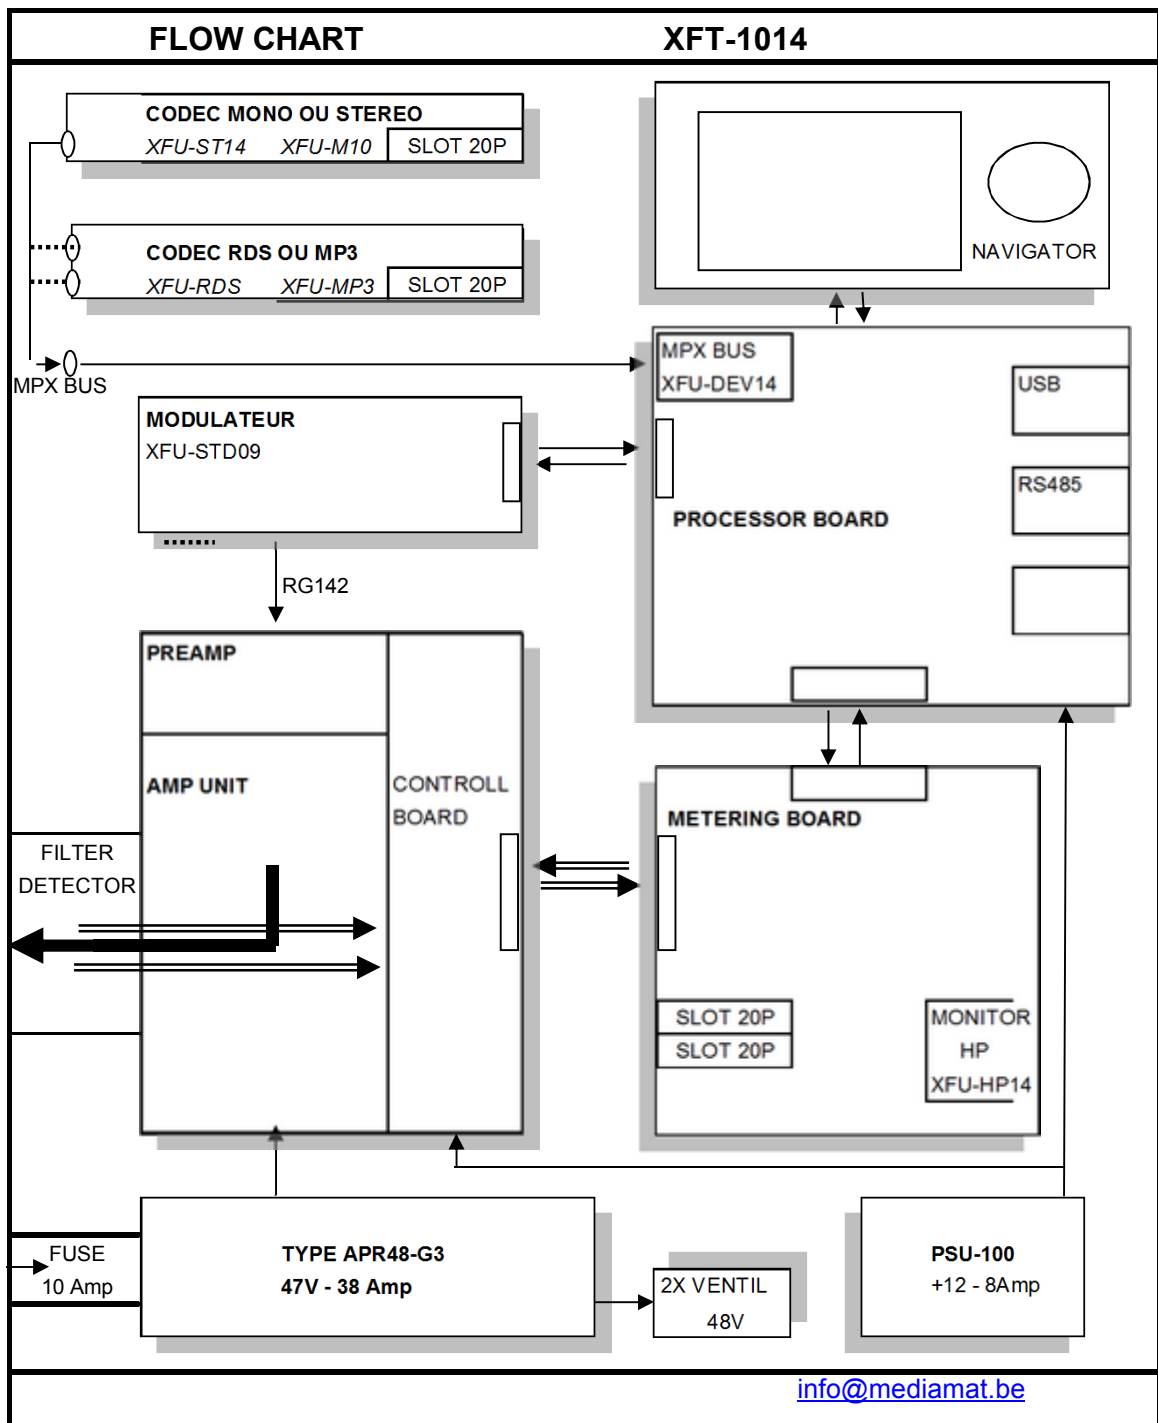 FLOW CHART XFT-1014
CODEC MONO OU STEREO
XFU-ST14 XFU-M10 SLOT 20P
CODEC RDS OU MP3
XFU-RDS XFU-MP3 SLOT 20P
NAVIGATOR
MPX BUS
MPX BUS
XFU-DEV14
USB
RS485
PROCESSOR BOARD
MODULATEUR
XFU-STD09
RG142
PREAMP
AMP UNIT
CONTROLL
BOARD
FILTER
DETECTOR
METERING BOARD
SLOT 20P
SLOT 20P
MONITOR
HP
XFU-HP14
FUSE
10 Amp
TYPE APR48-G3
47V - 38 Amp
2X VENTIL
48V
PSU-100
+12 - 8Amp
info@mediamat.be